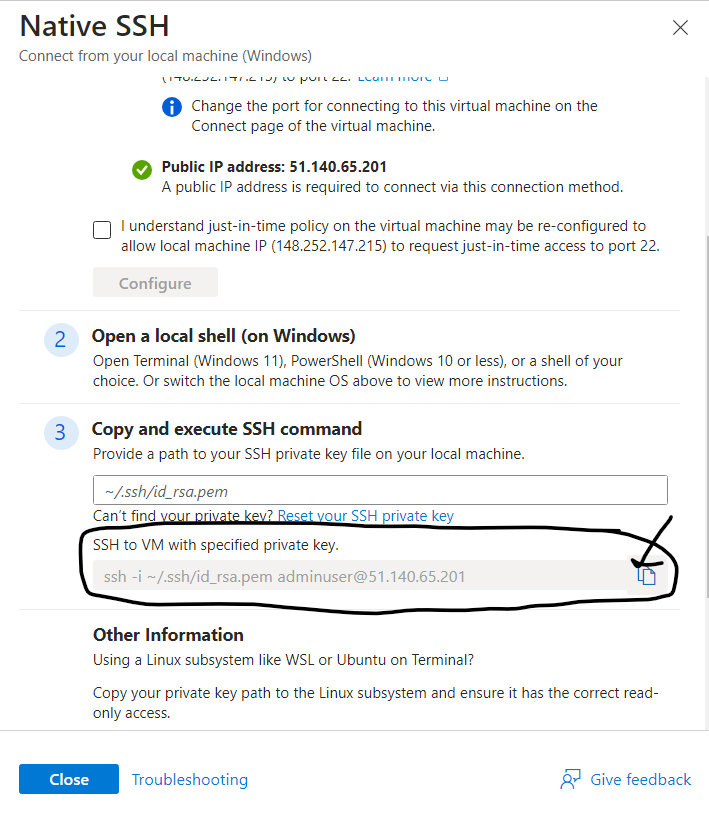 Native SSH
Connect from your local machine (Windows)
(148.252.147.215) to port 22. Learn more
Change the port for connecting to this virtual machine on the
Connect page of the virtual machine.
Public IP address: 51.140.65.201
A public IP address is required to connect via this connection method.
I understand just-in-time policy on the virtual machine may be re-configured to
allow local machine IP (148.252.147.215) to request just-in-time access to port 22.
Configure
2
Open a local shell (on Windows)
Open Terminal (Windows 11), PowerShell (Windows 10 or less), or a shell of your
choice. Or switch the local machine OS above to view more instructions.
3
Copy and execute SSH command
Provide a path to your SSH private key file on your local machine.
~/.ssh/id_rsa.pem
Can't find your private key? Reset your SSH private key
SSH to VM with specified private key.
ssh -i ~/.ssh/id_rsa.pem adminuser@51.140.65.201
Other Information
Using a Linux subsystem like WSL or Ubuntu on Terminal?
Copy your private key path to the Linux subsystem and ensure it has the correct read-
only access.
Close
Troubleshooting
Give feedback